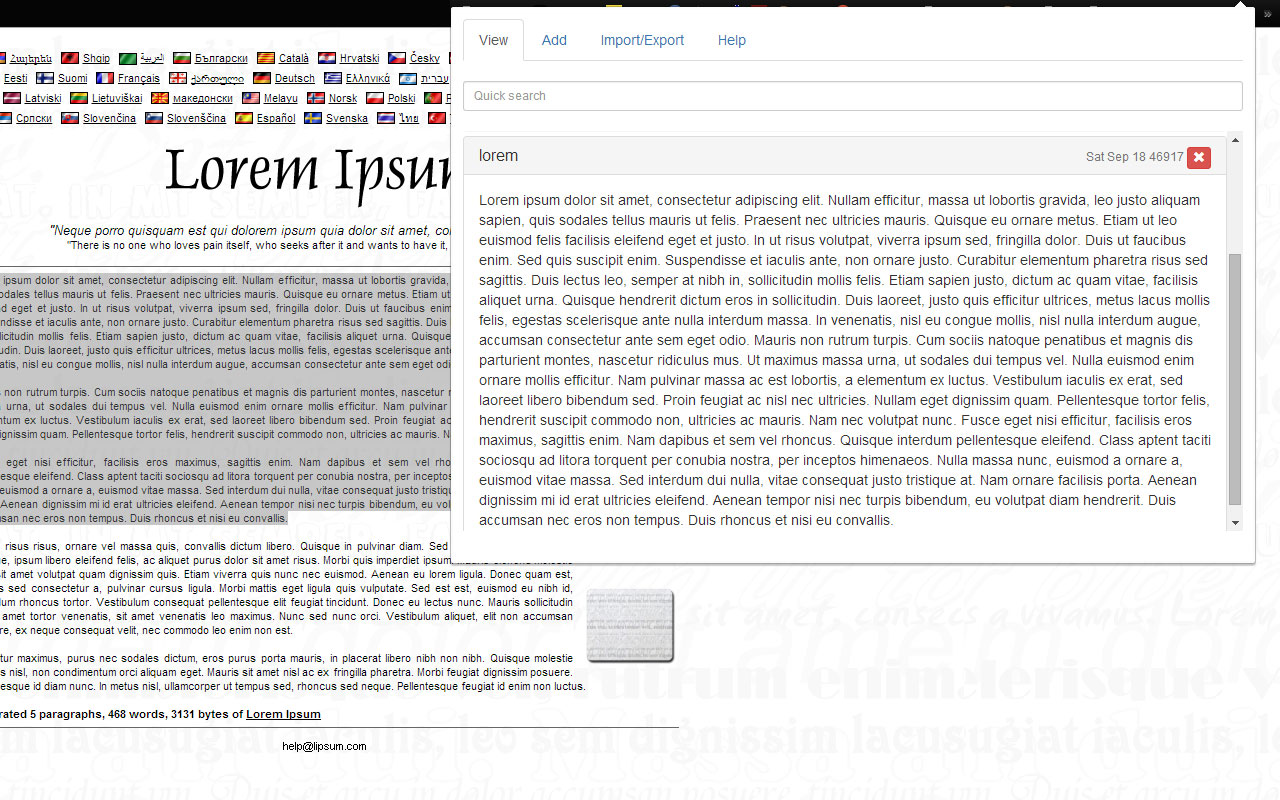 Հայերեն Shqip العربية Български Català Hrvatski Česky
Eesti Suomi Français ქართული Deutsch Ελληνικά עברית
Latviski Lietuviškai македонски Melayu Norsk Polski
Српски Slovenčina Slovenščina Español Svenska ไทย
Lorem Ipsum
"Neque porro quisquam est qui dolorem ipsum quia dolor sit amet,
"There is no one who loves pain itself, who seeks after it and wants to have it,
ipsum dolor sit amet, consectetur adipiscing elit. Nullam efficitur, massa ut lobortis gravida,
sodales tellus mauris ut felis. Praesent nec ultricies mauris. Quisque eu ornare metus. Etiam ut
eget et justo. In ut risus volutpat, viverra ipsum sed, fringilla dolor. Duis ut faucibus enim.
et iaculis ante, non ornare justo. Curabitur elementum pharetra risus sed sagittis. Duis
sollicitudin mollis felis. Etiam sapien justo, dictum ac quam vitae, facilisis aliquet urna. Quisque
Duis laoreet, justo quis efficitur ultrices, metus lacus mollis felis, egestas scelerisque
nisl eu congue mollis, nisl nulla interdum augue, accumsan consectetur ante sem eget
non rutrum turpis. Cum sociis natoque penatibus et magnis dis parturient montes, nascetur
urna, ut sodales dui tempus vel. Nulla euismod enim ornare mollis efficitur. Nam pulvinar
ex luctus. Vestibulum iaculis ex erat, sed laoreet libero bibendum sed. Proin feugiat ac
dignissim quam. Pellentesque tortor felis, hendrerit suscipit commodo non, ultricies ac mauris.
eget nisi efficitur, facilisis eros maximus, sagittis enim. Nam dapibus et sem vel
eleifend. Class aptent taciti sociosqu ad litora torquent per conubia nostra, per
euismod a ornare a, euismod vitae massa. Sed interdum dui nulla, vitae consequat justo
dignissim mi id erat ultricies eleifend. Aenean tempor nisi nec turpis bibendum, eu
nec eros non tempus. Duis rhoncus et nisi eu convallis.
risus risus, ornare vel massa quis, convallis dictum libero. Quisque in pulvinar diam. Sed
ipsum libero eleifend felis, ac aliquet purus dolor sit amet risus. Morbi quis imperdiet
sit amet volutpat quam dignissim quis. Etiam viverra quis nunc nec euismod. Aenean eu lorem ligula. Donec quam est,
sed consectetur a, pulvinar cursus ligula. Morbi mattis eget ligula quis vulputate. Sed est est, euismod eu nibh id,
rhoncus tortor. Vestibulum consequat pellentesque elit feugiat tincidunt. Donec eu lectus nunc. Mauris sollicitudin
amet tortor venenatis, sit amet venenatis leo maximus. Nunc sed nunc orci. Vestibulum aliquet, elit non accumsan
ex neque consequat velit, nec commodo leo enim non est.
maximus, purus nec sodales dictum, eros purus porta mauris, in placerat libero nibh non nibh. Quisque molestie
nisl, non condimentum orci aliquam eget. Mauris sit amet nisl ac ex fringilla pharetra. Morbi feugiat dignissim posuere.
id diam nunc. In metus nisl, ullamcorper ut tempus sed, rhoncus sed neque. Pellentesque feugiat id enim non luctus.
5 paragraphs, 468 words, 3131 bytes of Lorem Ipsum
help@lipsum.com
View Add Import/Export Help
Quick search
lorem Sat Sep 18 46917
Lorem ipsum dolor sit amet, consectetur adipiscing elit. Nullam efficitur, massa ut lobortis gravida, leo justo aliquam
sapien, quis sodales tellus mauris ut felis. Praesent nec ultricies mauris. Quisque eu ornare metus. Etiam ut leo
euismod felis facilisis eleifend eget et justo. In ut risus volutpat, viverra ipsum sed, fringilla dolor. Duis ut faucibus
enim. Sed quis suscipit enim. Suspendisse et iaculis ante, non ornare justo. Curabitur elementum pharetra risus sed
sagittis. Duis lectus leo, semper at nibh in, sollicitudin mollis felis. Etiam sapien justo, dictum ac quam vitae, facilisis
aliquet urna. Quisque hendrerit dictum eros in sollicitudin. Duis laoreet, justo quis efficitur ultrices, metus lacus mollis
felis, egestas scelerisque ante nulla interdum massa. In venenatis, nisl eu congue mollis, nisl nulla interdum augue,
accumsan consectetur ante sem eget odio. Mauris non rutrum turpis. Cum sociis natoque penatibus et magnis dis
parturient montes, nascetur ridiculus mus. Ut maximus massa urna, ut sodales dui tempus vel. Nulla euismod enim
ornare mollis efficitur. Nam pulvinar massa ac est lobortis, a elementum ex luctus. Vestibulum iaculis ex erat, sed
laoreet libero bibendum sed. Proin feugiat ac nisl nec ultricies. Nullam eget dignissim quam. Pellentesque tortor felis,
hendrerit suscipit commodo non, ultricies ac mauris. Nam nec volutpat nunc. Fusce eget nisi efficitur, facilisis eros
maximus, sagittis enim. Nam dapibus et sem vel rhoncus. Quisque interdum pellentesque eleifend. Class aptent taciti
sociosqu ad litora torquent per conubia nostra, per inceptos himenaeos. Nulla massa nunc, euismod a ornare a,
euismod vitae massa. Sed interdum dui nulla, vitae consequat justo tristique at. Nam ornare facilisis porta. Aenean
dignissim mi id erat ultricies eleifend. Aenean tempor nisi nec turpis bibendum, eu volutpat diam hendrerit. Duis
accumsan nec eros non tempus. Duis rhoncus et nisi eu convallis.